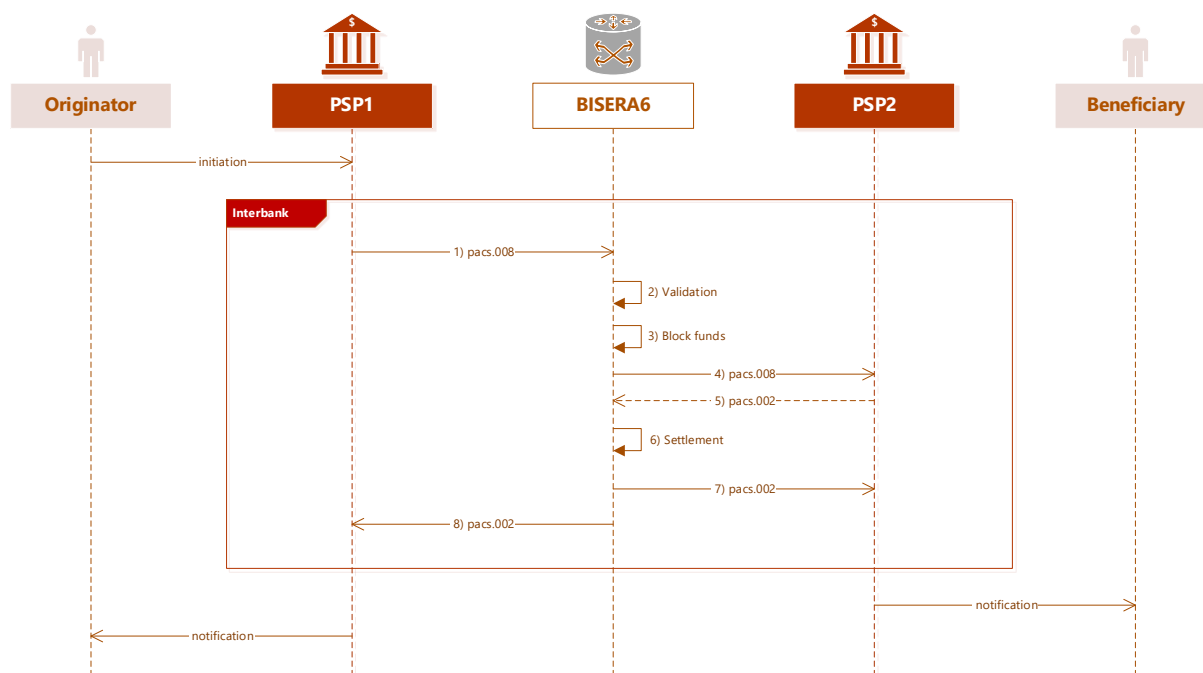 $
$
Originator
PSP1
BISERA6
PSP2
Beneficiary
initiation
Interbank
1) pacs.008
2) Validation
3) Block funds
4) pacs.008
5) pacs.002
6) Settlement
7) pacs.002
8) pacs.002
notification
notification